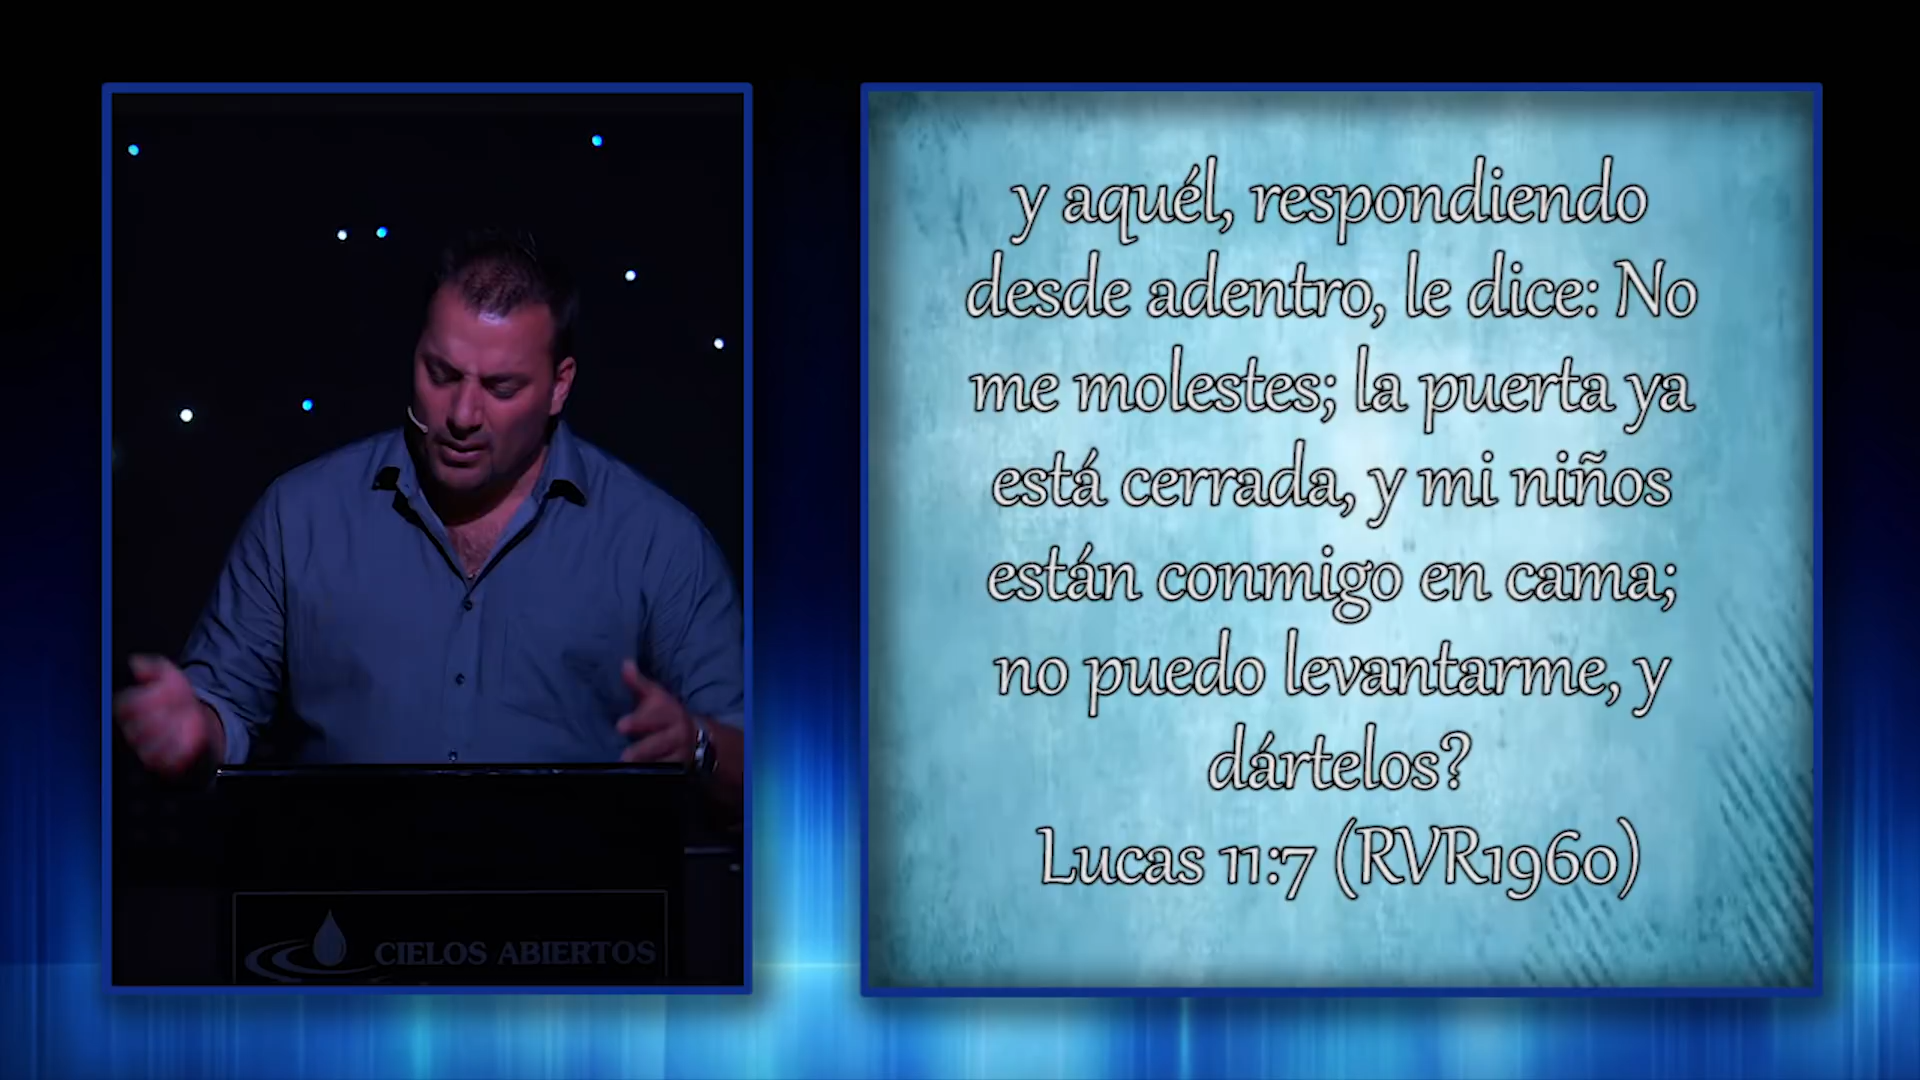 y aquél, respondiendo
desde adentro, le dice: No
me molestes; la puerta ya
está cerrada, y mi niños
están conmigo en cama;
no puedo levantarme, y
dártelos?
Lucas 11:7 (RVR1960)
CIELOS ABIERTOS